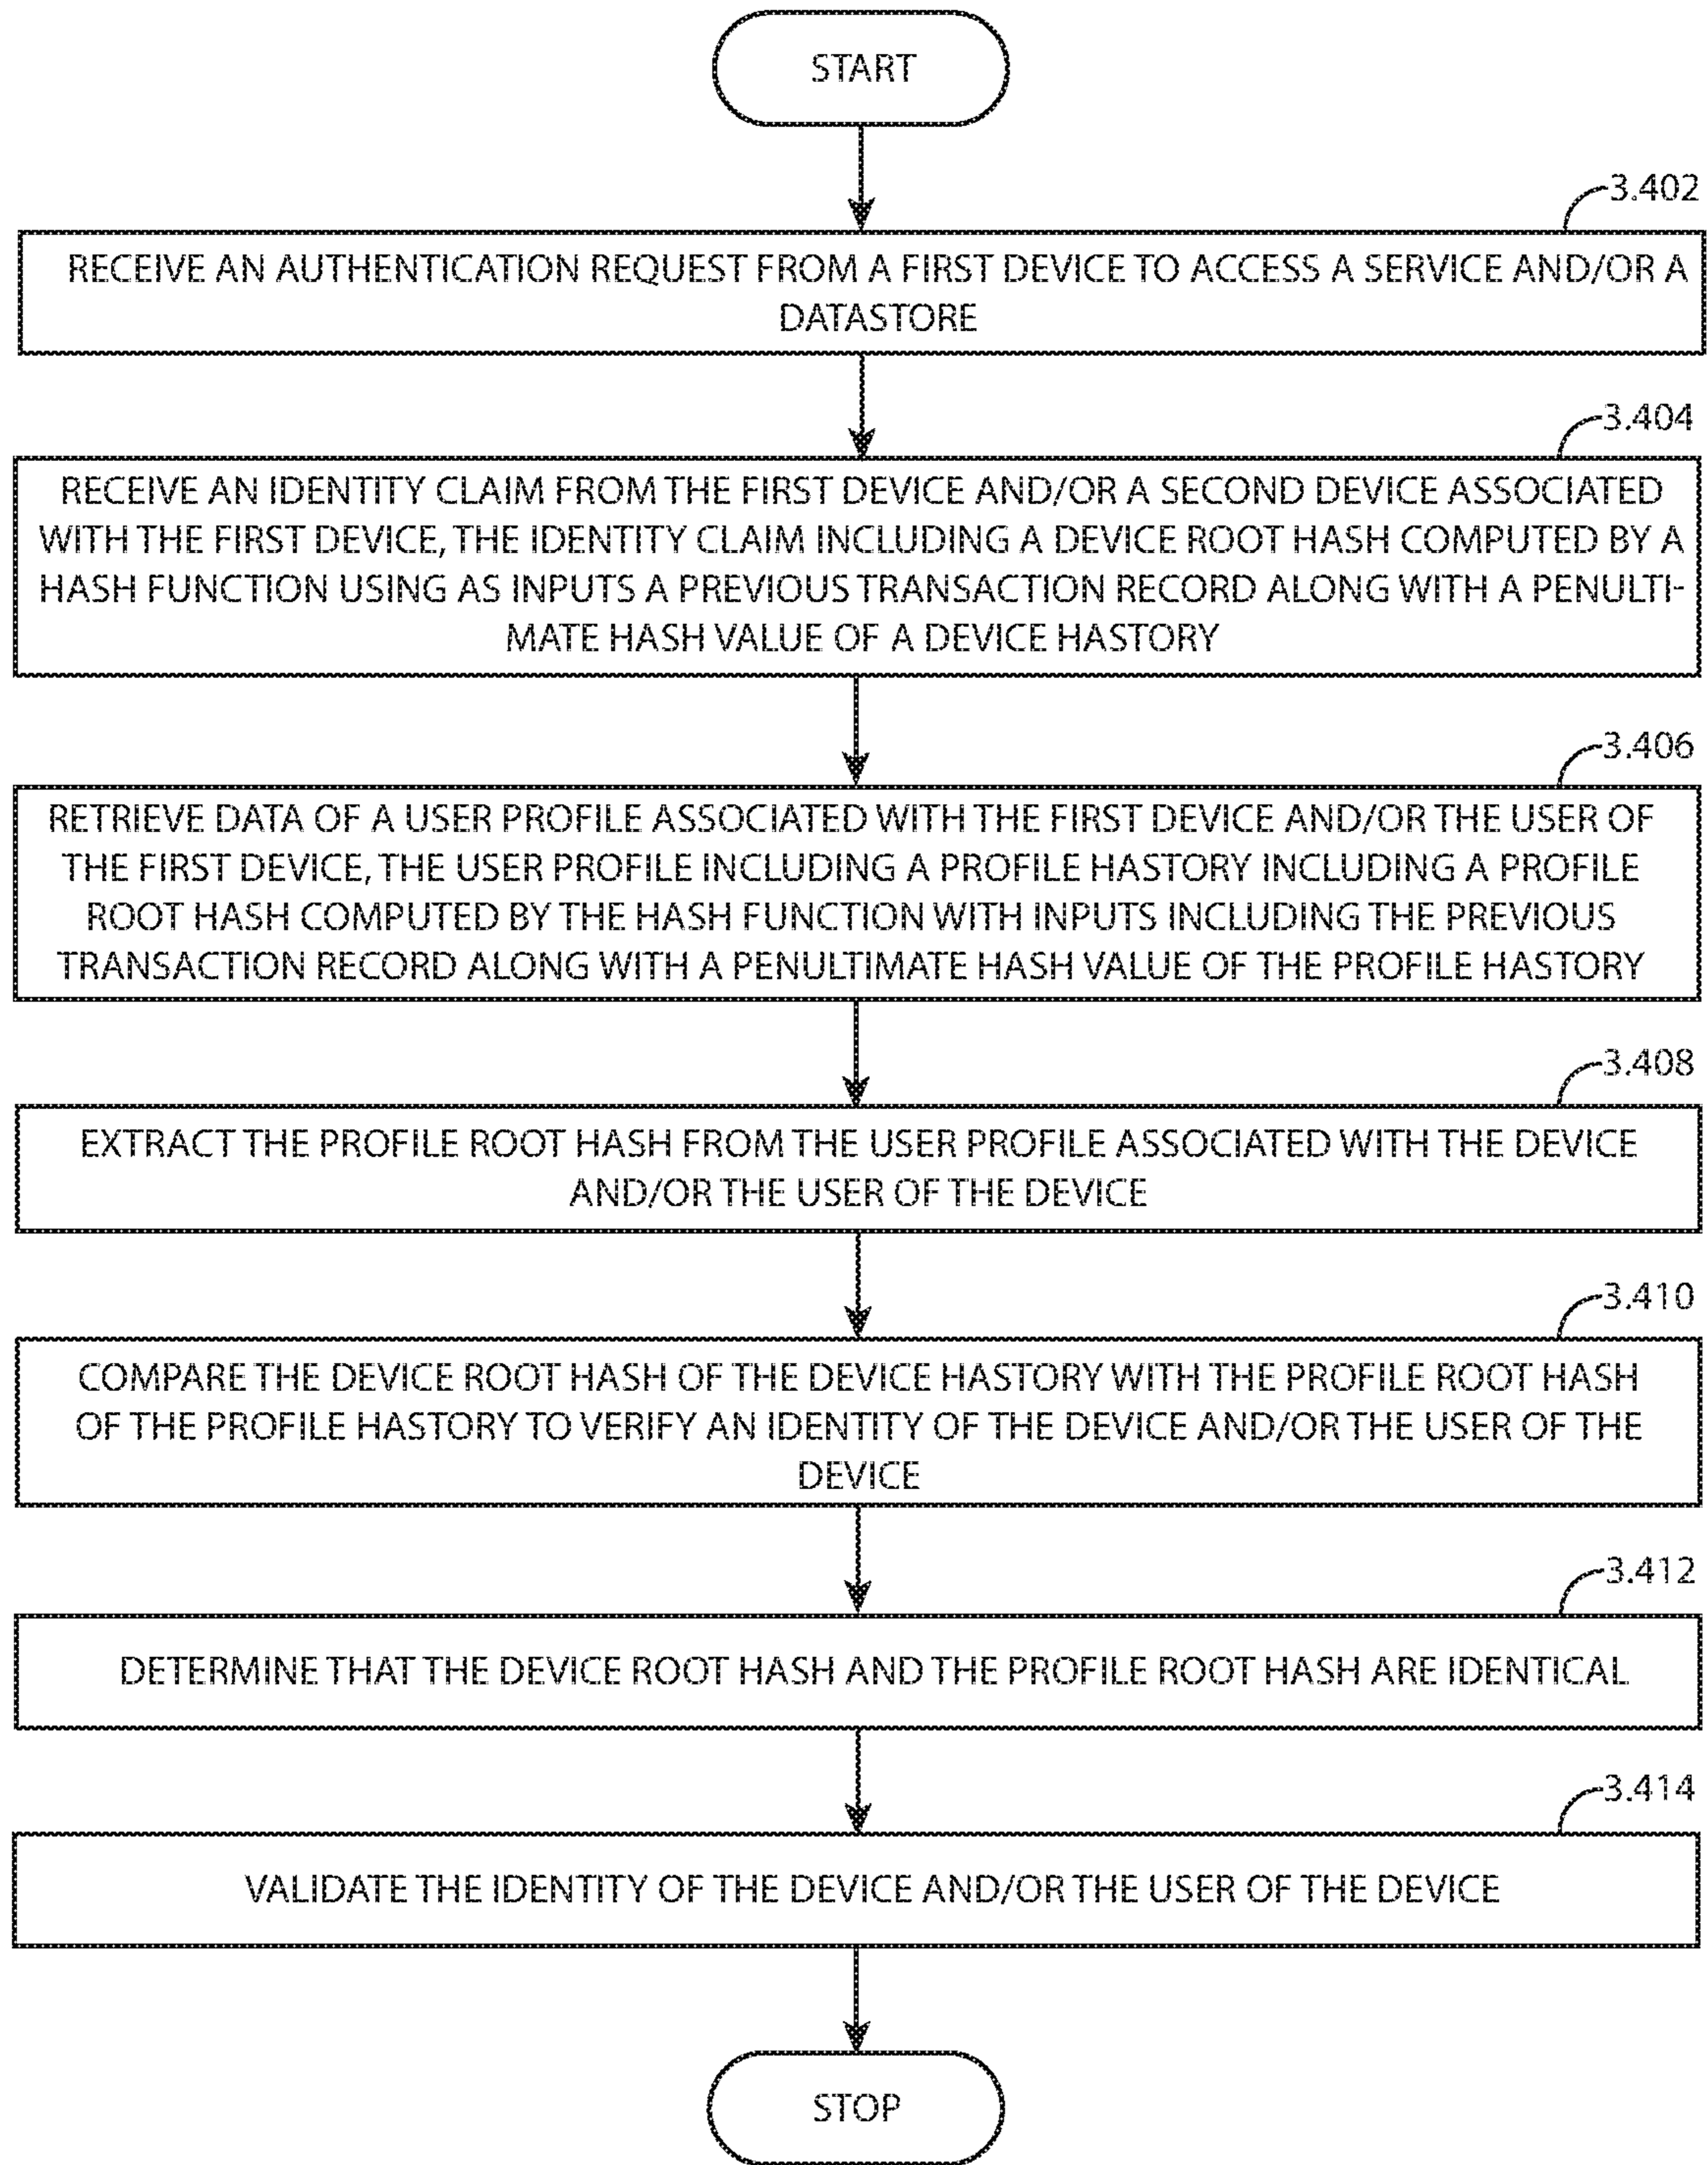 START
3.402
RECEIVE AN AUTHENTICATION REQUEST FROM A FIRST DEVICE TO ACCESS A SERVICE AND/OR A
DATASTORE
3.404
RECEIVE AN IDENTITY CLAIM FROM THE FIRST DEVICE AND/OR A SECOND DEVICE ASSOCIATED
WITH THE FIRST DEVICE, THE IDENTITY CLAIM INCLUDING A DEVICE ROOT HASH COMPUTED BY A
HASH FUNCTION USING AS INPUTS A PREVIOUS TRANSACTION RECORD ALONG WITH A PENULTI-
MATE HASH VALUE OF A DEVICE HASTORY
3.406
RETRIEVE DATA OF A USER PROFILE ASSOCIATED WITH THE FIRST DEVICE AND/OR THE USER OF
THE FIRST DEVICE, THE USER PROFILE INCLUDING A PROFILE HASTORY INCLUDING A PROFILE
ROOT HASH COMPUTED BY THE HASH FUNCTION WITH INPUTS INCLUDING THE PREVIOUS
TRANSACTION RECORD ALONG WITH A PENULTIMATE HASH VALUE OF THE PROFILE HASTORY
3.408
EXTRACT THE PROFILE ROOT HASH FROM THE USER PROFILE ASSOCIATED WITH THE DEVICE
AND/OR THE USER OF THE DEVICE
3.410
COMPARE THE DEVICE ROOT HASH OF THE DEVICE HASTORY WITH THE PROFILE ROOT HASH
OF THE PROFILE HASTORY TO VERIFY AN IDENTITY OF THE DEVICE AND/OR THE USER OF THE
DEVICE
3.412
DETERMINE THAT THE DEVICE ROOT HASH AND THE PROFILE ROOT HASH ARE IDENTICAL
3.414
VALIDATE THE IDENTITY OF THE DEVICE AND/OR THE USER OF THE DEVICE
STOP